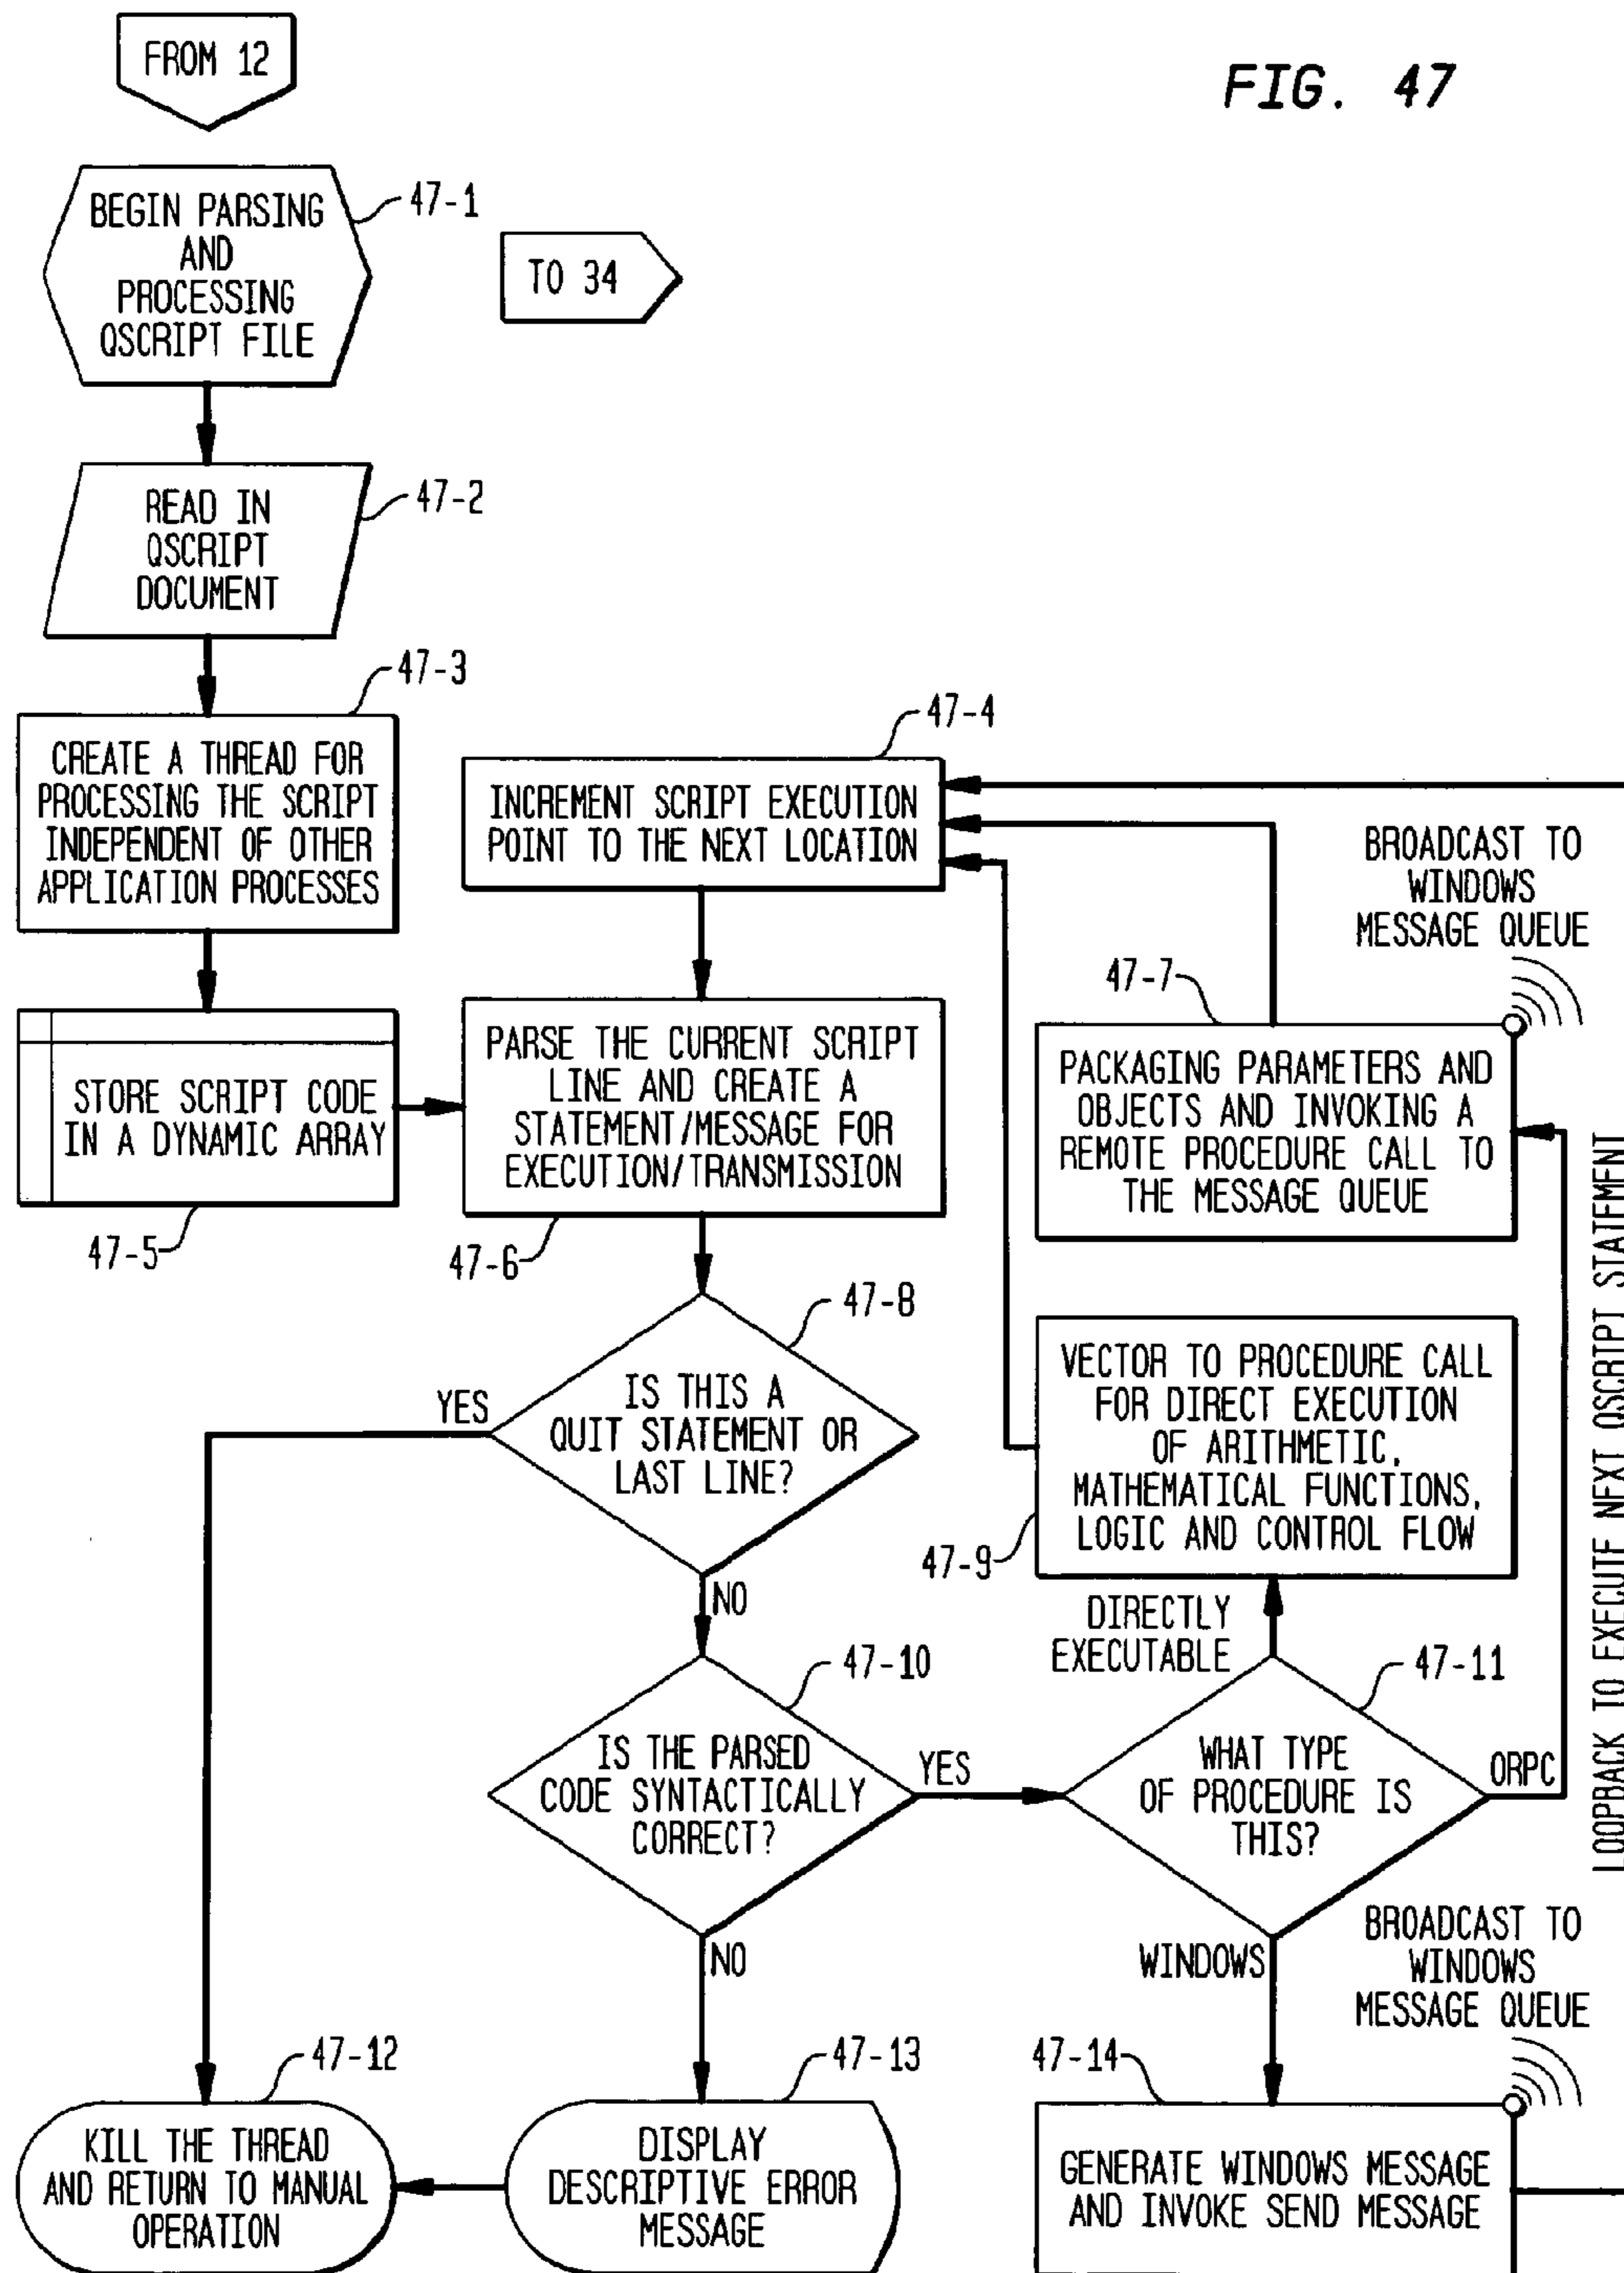 FROM 12
FIG. 47
BEGIN PARSING
AND
PROCESSING
QSCRIPT FILE
47-1
TO 34
READ IN
QSCRIPT
DOCUMENT
47-2
47-3
CREATE A THREAD FOR
PROCESSING THE SCRIPT
INDEPENDENT OF OTHER
APPLICATION PROCESSES
47-4
INCREMENT SCRIPT EXECUTION
POINT TO THE NEXT LOCATION
BROADCAST TO
WINDOWS
MESSAGE QUEUE
STORE SCRIPT CODE
IN A DYNAMIC ARRAY
47-5
PARSE THE CURRENT SCRIPT
LINE AND CREATE A
STATEMENT/MESSAGE FOR
EXECUTION/TRANSMISSION
47-6
47-7
PACKAGING PARAMETERS AND
OBJECTS AND INVOKING A
REMOTE PROCEDURE CALL TO
THE MESSAGE QUEUE
LOOPBACK TO EXECUTE NEXT QSCRIPT STATEMENT
47-8
IS THIS A
QUIT STATEMENT OR
LAST LINE?
YES
NO
VECTOR TO PROCEDURE CALL
FOR DIRECT EXECUTION
OF ARITHMETIC,
MATHEMATICAL FUNCTIONS,
LOGIC AND CONTROL FLOW
47-9
DIRECTLY
EXECUTABLE
47-10
IS THE PARSED
CODE SYNTACTICALLY
CORRECT?
YES
NO
47-11
WHAT TYPE
OF PROCEDURE IS
THIS?
ORPC
WINDOWS
BROADCAST TO
WINDOWS
MESSAGE QUEUE
47-12
KILL THE THREAD
AND RETURN TO MANUAL
OPERATION
47-13
DISPLAY
DESCRIPTIVE ERROR
MESSAGE
47-14
GENERATE WINDOWS MESSAGE
AND INVOKE SEND MESSAGE